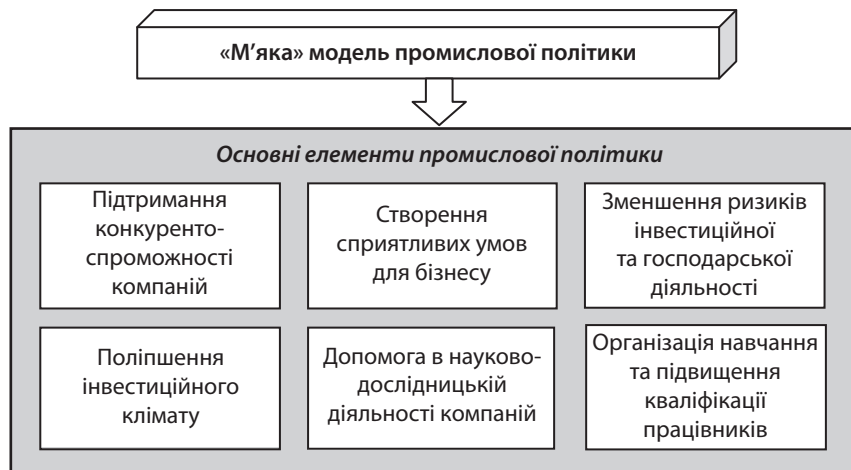 «М’яка» модель промислової політики
Основні елементи промислової політики
Підтримання
конкуренто-
спроможності
компаній
Створення
сприятливих умов
для бізнесу
Зменшення ризиків
інвестиційної
та господарської
діяльності
Поліпшення
інвестиційного
клімату
Допомога в науково-
дослідницькій
діяльності компаній
Організація навчання
та підвищення
кваліфікації
працівників